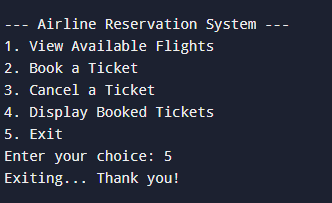 --- Airline Reservation System ---
1. View Available Flights
2. Book a Ticket
3. Cancel a Ticket
4. Display Booked Tickets
5. Exit
Enter your choice: 5
Exiting... Thank you!